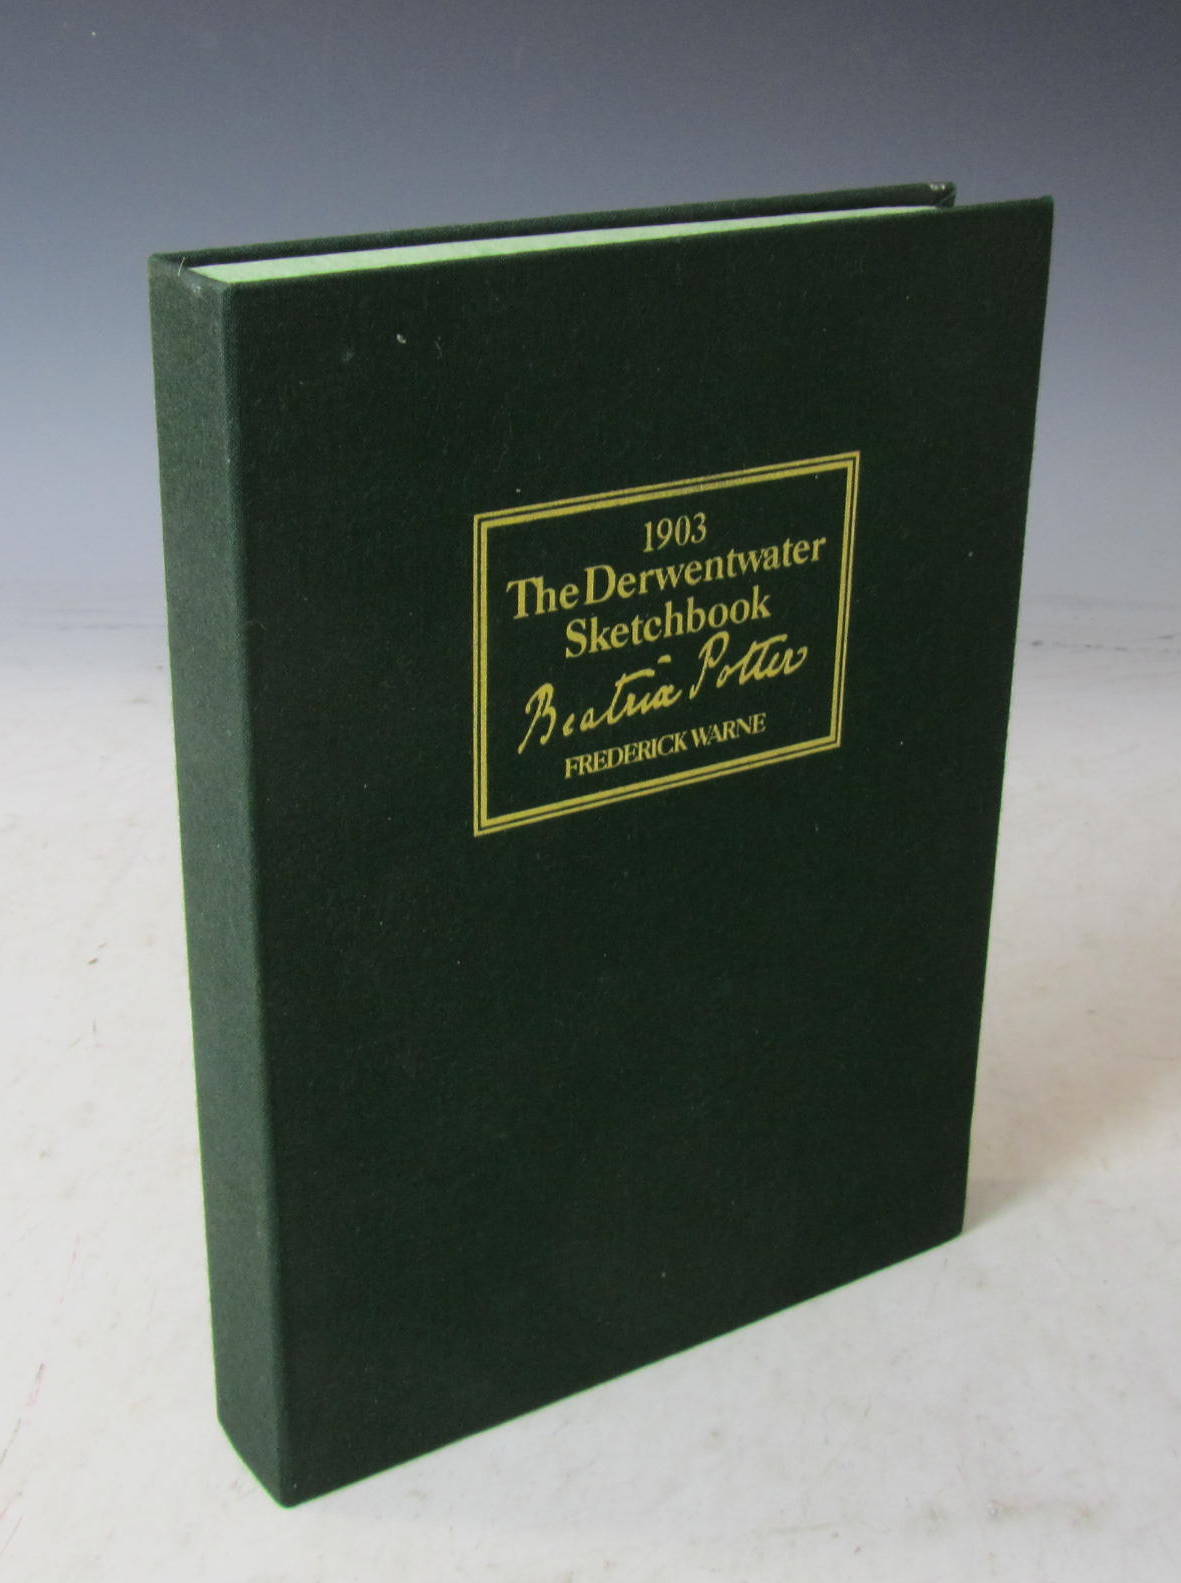 1903
The Derwentwater
Sketchbook
Beatrix Potter
FREDERICK WARNE